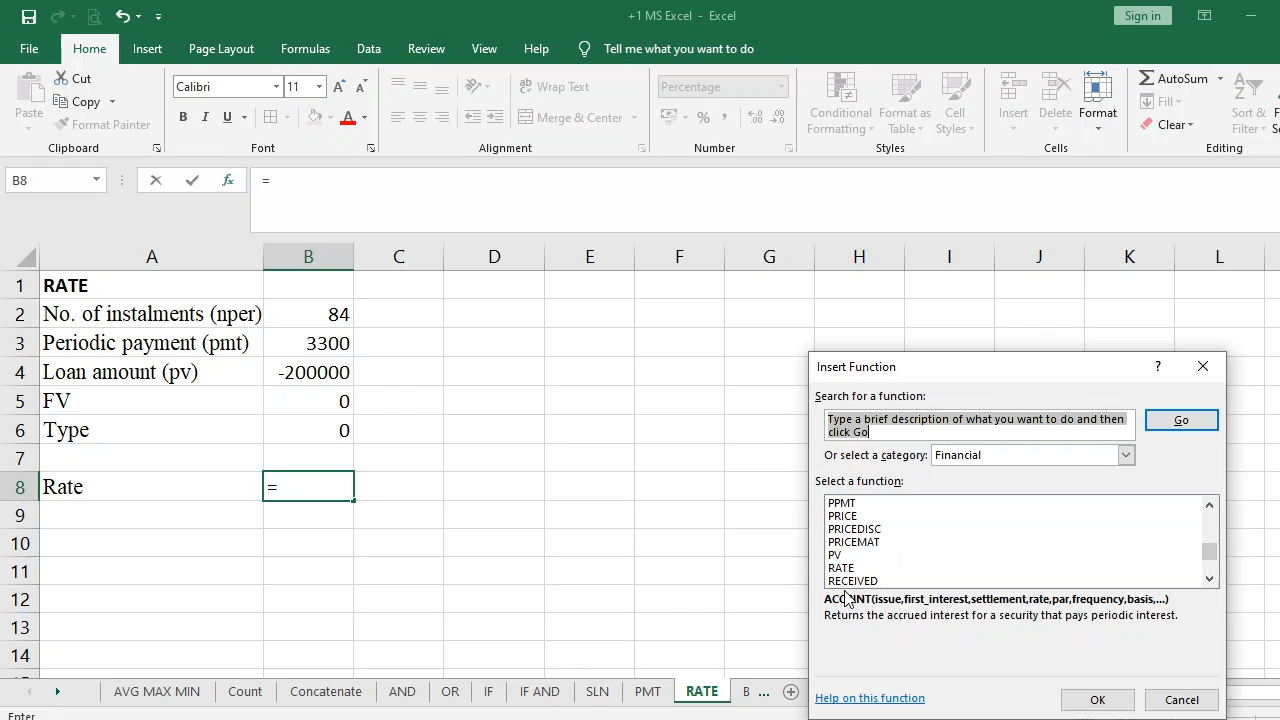 +1 MS Excel - Excel
Sign in
File Home Insert Page Layout Formulas Data Review View Help Tell me what you want to do
Paste
Cut
Copy
Format Painter
Clipboard
Calibri 11 A A
B I U A
Font
ab Wrap Text
Merge & Center
Alignment
Percentage
% ,
Number
Conditional Formatting
Format as Table
Cell Styles
Styles
Insert Delete Format
Cells
AutoSum
Fill
Clear
Sort &
Filter
Editing
B8 fx =
A B C D E F G H I J K L
1 RATE
2 No. of instalments (nper) 84
3 Periodic payment (pmt) 3300
4 Loan amount (pv) -200000
5 FV 0
6 Type 0
7
8 Rate =
9
10
11
12
13
14
Insert Function ?
Search for a function:
Type a brief description of what you want to do and then
click Go
Go
Or select a category: Financial
Select a function:
PPMT
PRICE
PRICEDISC
PRICEMAT
PV
RATE
RECEIVED
(issue,first_interest,settlement,rate,par,frequency,basis,...)
Returns the accrued interest for a security that pays periodic interest.
Help on this function
OK Cancel
AVG MAX MIN Count Concatenate AND OR IF IF AND SLN PMT RATE B ...
Enter